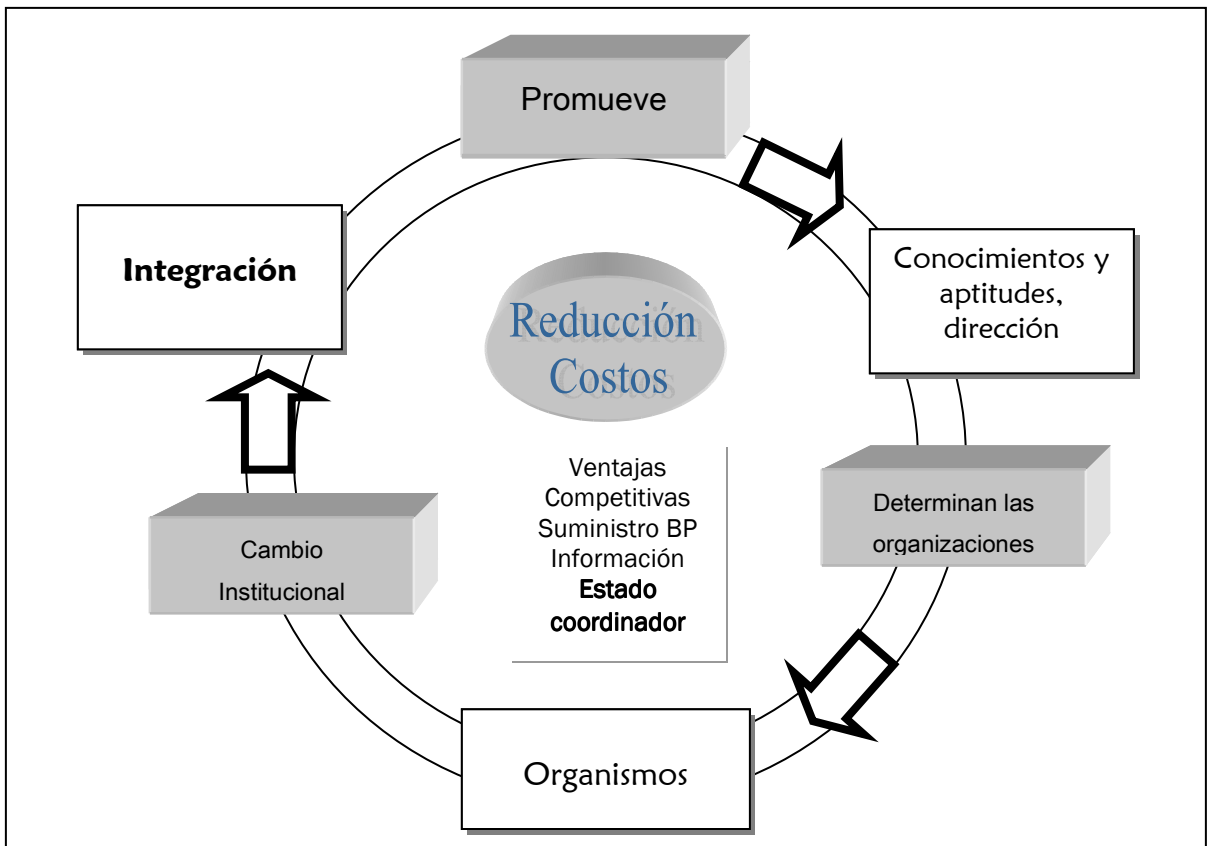 Promueve
Integración
Conocimientos y
aptitudes,
dirección
Reducción
Costos
Ventajas
Competitivas
Suministro BP
Información
Estado
coordinador
Determinan las
organizaciones
Cambio
Institucional
Organismos